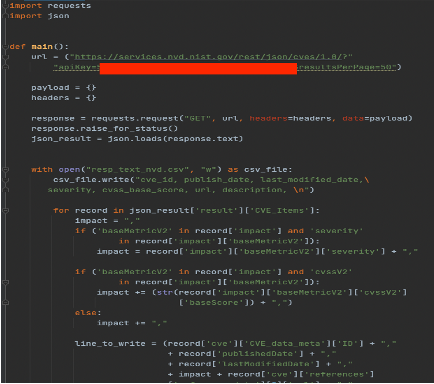 import requests
import json
def main():
url = ("https://services.nvd.nist.gov/rest/json/cves/1.0/?"
"apiKey= resultsPerPage=50")
payload = {}
headers = {}
response = requests.request("GET", url, headers=headers, data=payload)
response.raise_for_status()
json_result = json.loads(response.text)
with open("resp_text_nvd.csv", "w") as csv_file:
csv_file.write("cve_id, publish_date, last_modified_date,\
severity, cvss_base_score, url, description, \n")
for record in json_result['result']['CVE_Items']:
impact = ","
if ('baseMetricV2' in record['impact'] and 'severity'
in record['impact']['baseMetricV2']):
impact = record['impact']['baseMetricV2']['severity'] + ","
if ('baseMetricV2' in record['impact'] and 'cvssV2'
in record['impact']['baseMetricV2']):
impact += (str(record['impact']['baseMetricV2']['cvssV2']
['baseScore']) + ",")
else:
impact += ","
line_to_write = (record['cve']['CVE_data_meta']['ID'] + ","
+ record['publishedDate'] + ","
+ record['lastModifiedDate'] + ","
+ impact + record['cve']['references']